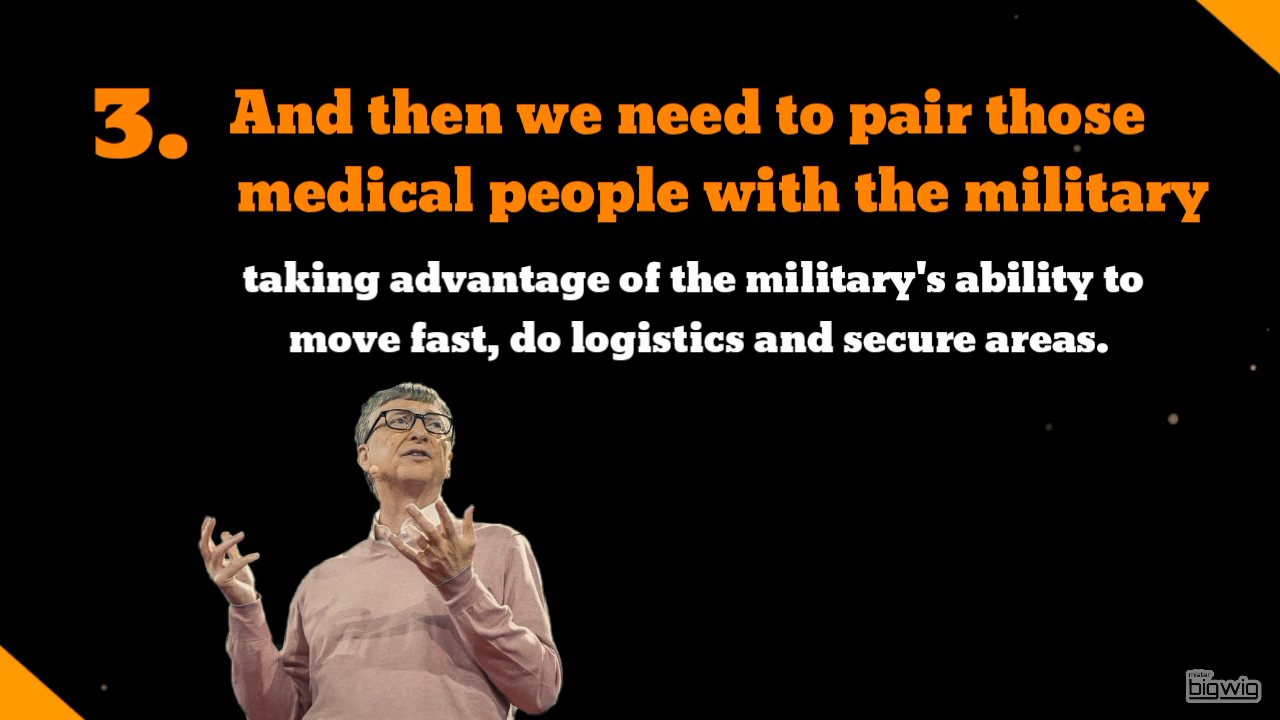 3. And then we need to pair those
medical people with the military
taking advantage of the military's ability to
move fast, do logistics and secure areas.
mister
bigwig